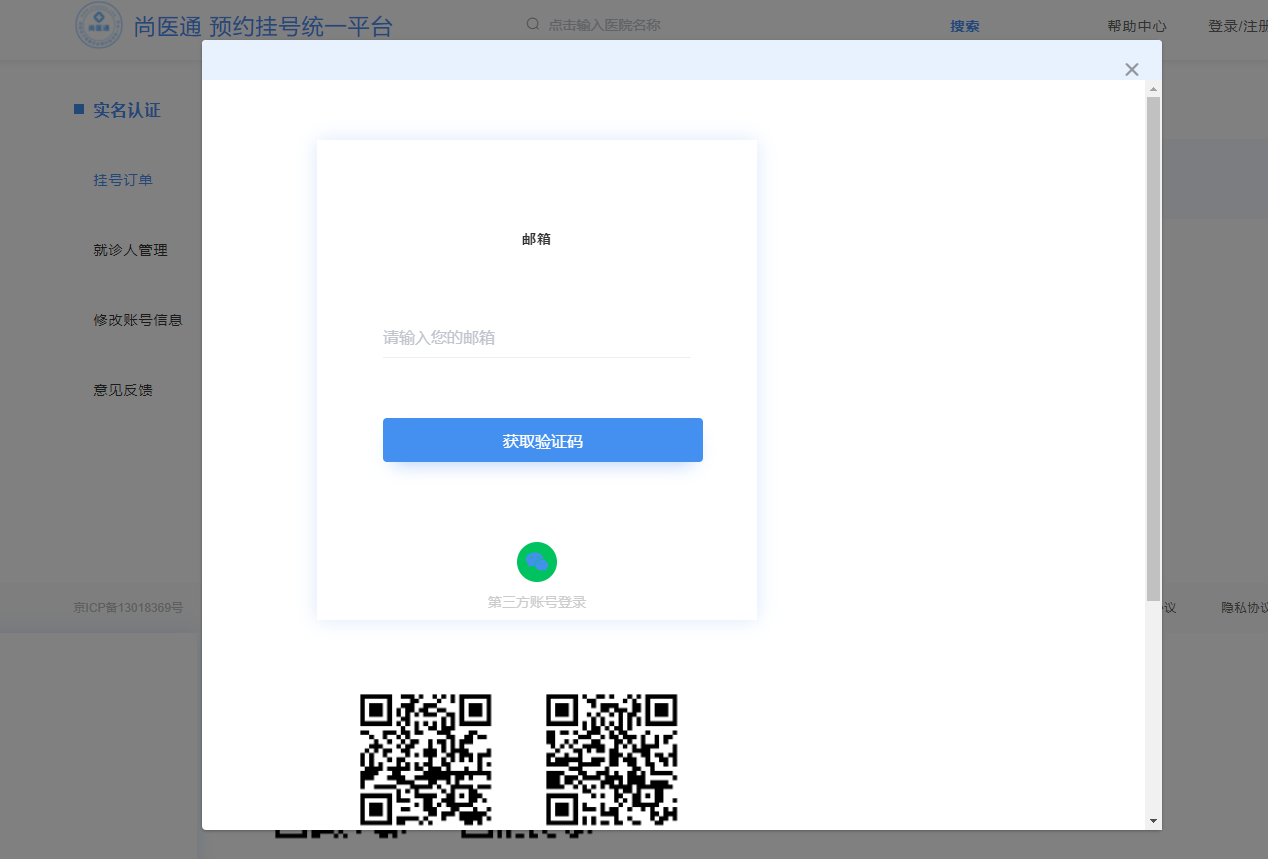 尚医通
尚医通 预约挂号统一平台
点击输入医院名称
搜索
帮助中心
登录/注册
实名认证
挂号订单
就诊人管理
修改账号信息
意见反馈
邮箱
请输入您的邮箱
获取验证码
第三方账号登录
京ICP备13018369号
议
隐私协议